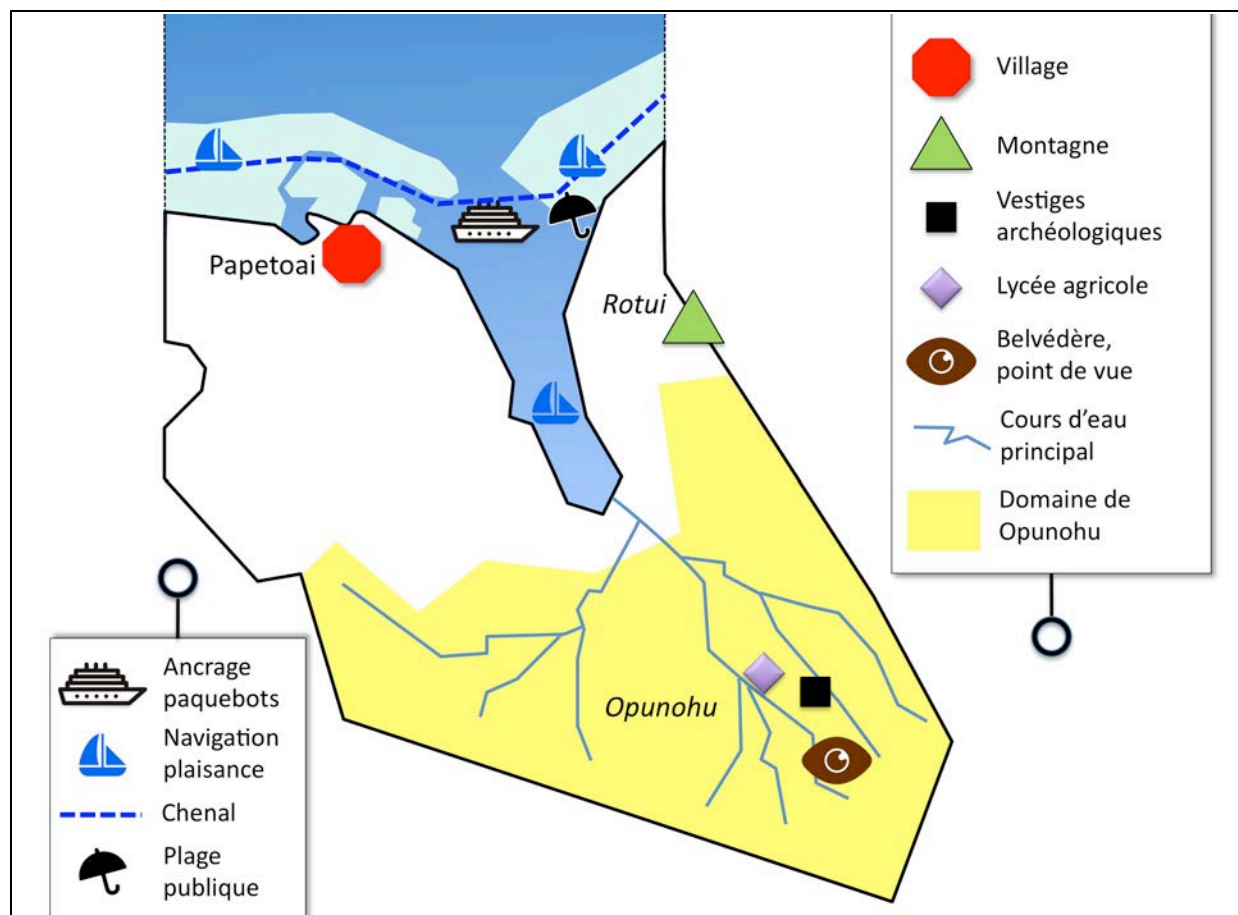 Village
Montagne
Vestiges
archéologiques
Lycée agricole
Belvédère,
point de vue
Cours d'eau
principal
Domaine de
Opunohu
Papetoai
Rotui
Opunohu
Ancrage
paquebots
Navigation
plaisance
Chenal
Plage
publique